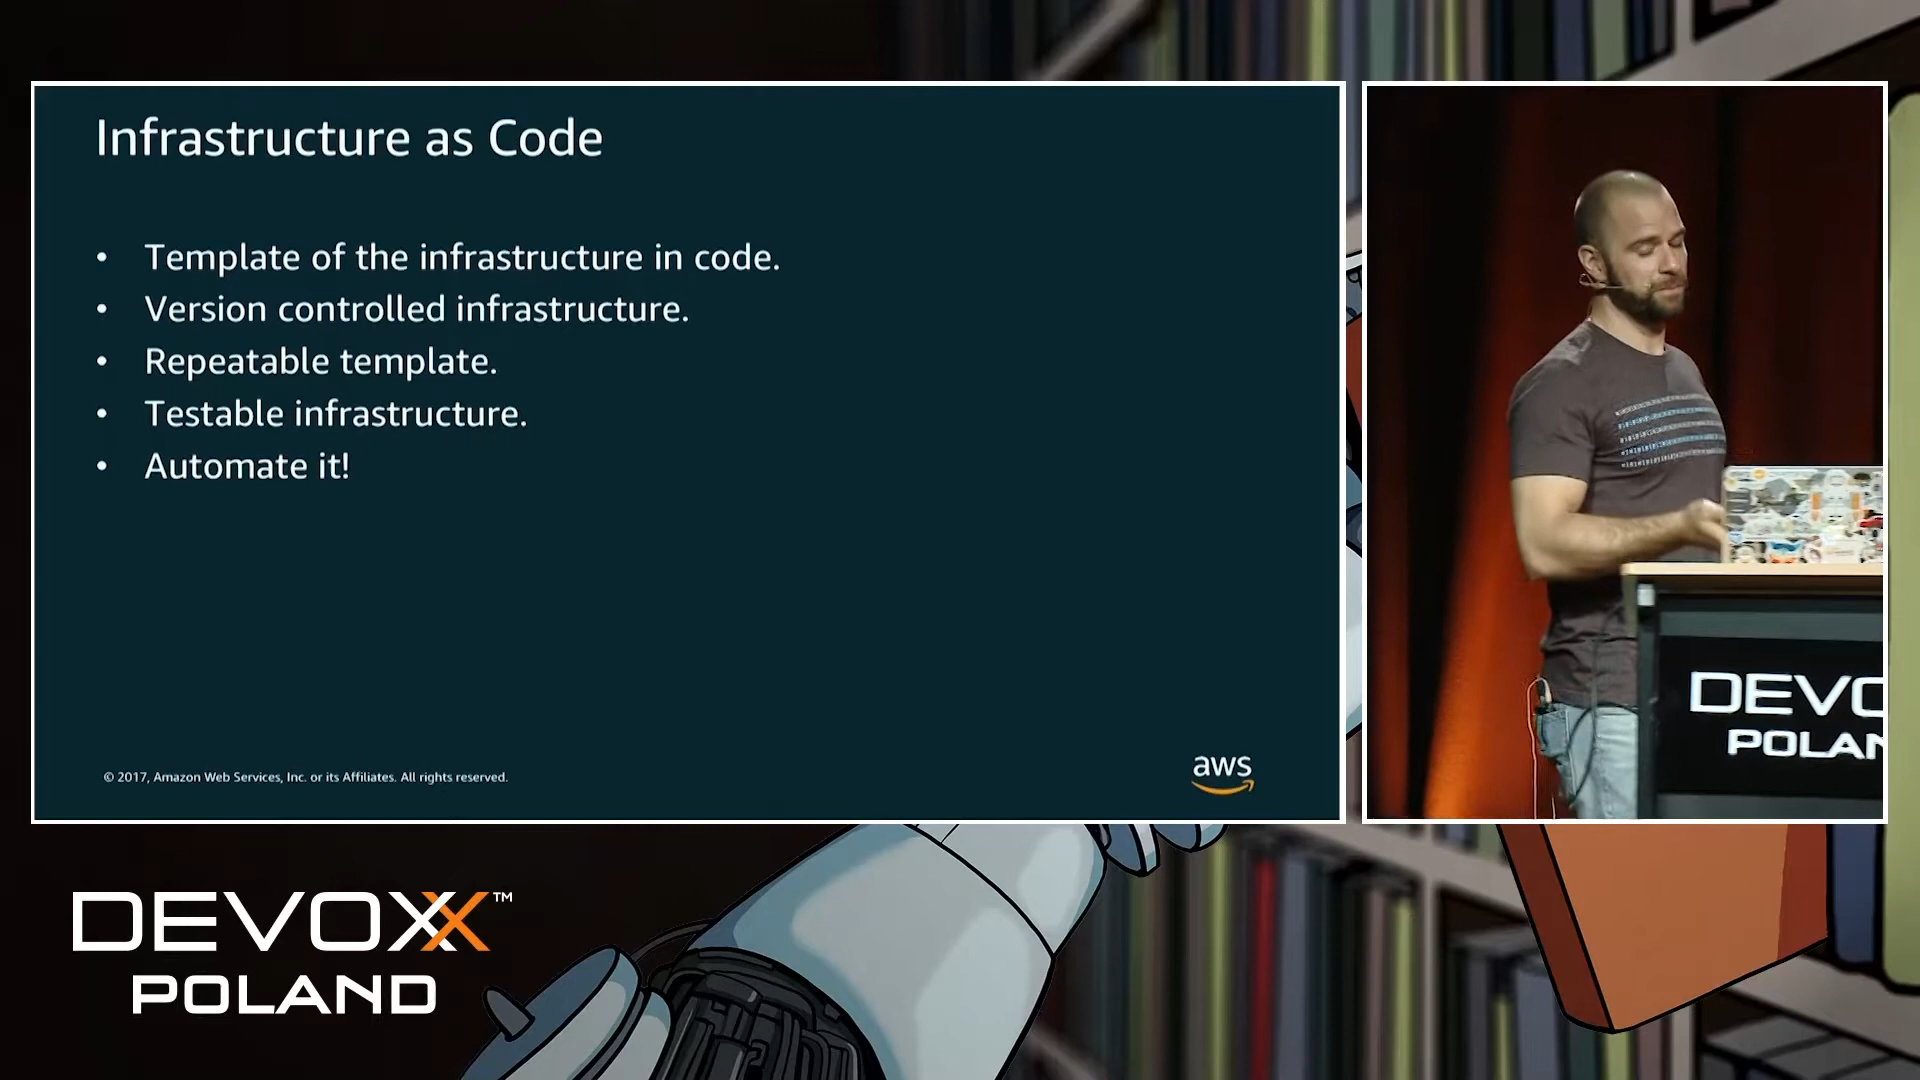 Infrastructure as Code
• Template of the infrastructure in code.
• Version controlled infrastructure.
• Repeatable template.
• Testable infrastructure.
• Automate it!
© 2017, Amazon Web Services, Inc. or its Affiliates. All rights reserved.
aws
DEVO
POLAN
DEVOXX™
POLAND